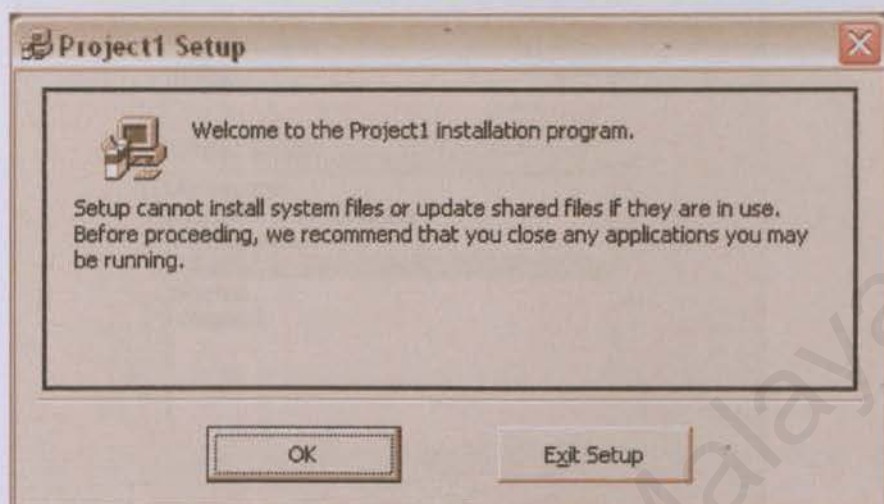 Project1 Setup
Welcome to the Project1 installation program.
Setup cannot install system files or update shared files if they are in use.
Before proceeding, we recommend that you close any applications you may
be running.
OK
Exit Setup
Malaya